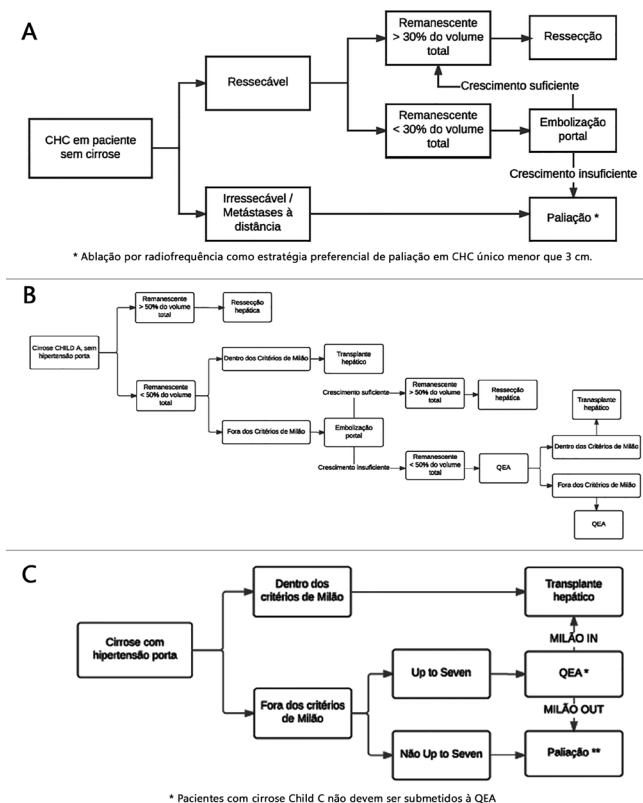 A
CHC em paciente
sem cirrose
Ressecável
Irressecável /
Metástases à
distância
Remanescente
> 30% do volume
total
Ressecção
Crescimento suficiente
Remanescente
< 30% do volume
total
Embolização
portal
Crescimento insuficiente
Paliação *
* Ablação por radiofrequência como estratégia preferencial de paliação em CHC único menor que 3 cm.
B
Cirrose CHILD A, sem
hipertensão porta
Remanescente
> 50% do volume
total
Ressecção
hepática
Remanescente
< 50% do volume
total
Dentro dos Critérios de Milão
Transplante
hepático
Fora dos Critérios de Milão
Embolização
portal
Crescimento suficiente
Remanescente
> 50% do volume
total
Ressecção
hepática
Crescimento insuficiente
Remanescente
< 50% do volume
total
QEA
Dentro dos Critérios de Milão
Transplante
hepático
Fora dos Critérios de Milão
QEA
C
Cirrose com
hipertensão porta
Dentro dos
critérios de Milão
Transplante
hepático
Fora dos critérios
de Milão
Up to Seven
MILÃO IN
QEA *
MILÃO OUT
Não Up to Seven
Paliação **
* Pacientes com cirrose Child C não devem ser submetidos à QEA